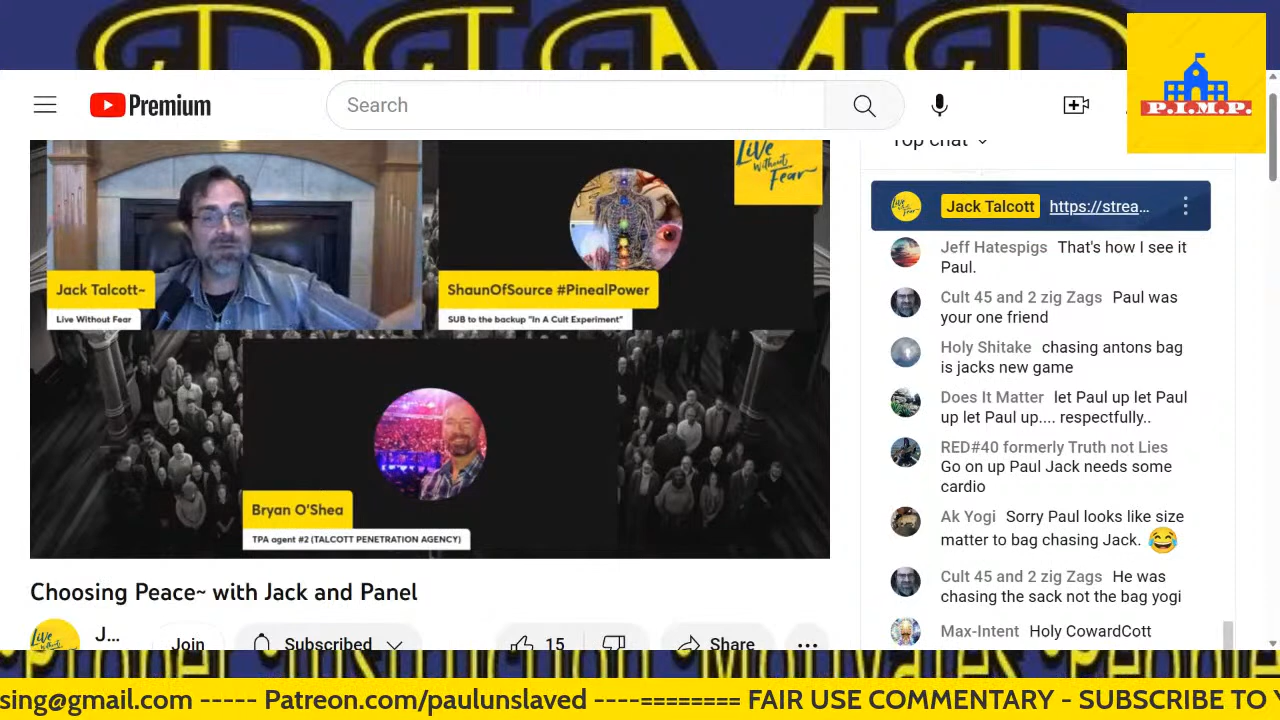 P.I.M.P.
Premium
Search
Top chat
Live
Without
Fear
Jack Talcott~
Live Without Fear
ShaunOfSource #PinealPower
SUB to the backup "In A Cult Experiment"
Bryan O'Shea
TPA agent #2 (TALCOTT PENETRATION AGENCY)
Jack Talcott https://strea...
Jeff Hatespigs That's how I see it
Paul.
Cult 45 and 2 zig Zags Paul was
your one friend
Holy Shitake chasing antons bag
is jacks new game
Does It Matter let Paul up let Paul
up let Paul up.... respectfully..
RED#40 formerly Truth not Lies
Go on up Paul Jack needs some
cardio
Ak Yogi Sorry Paul looks like size
matter to bag chasing Jack. 😂
Cult 45 and 2 zig Zags He was
chasing the sack not the bag yogi
Max-Intent Holy CowardCott
Choosing Peace~ with Jack and Panel
J...
Join
Subscribed
15
Share
Proper Instruction Motivates People
sing@gmail.com ----- Patreon.com/paulunslaved ----======== FAIR USE COMMENTARY - SUBSCRIBE TO